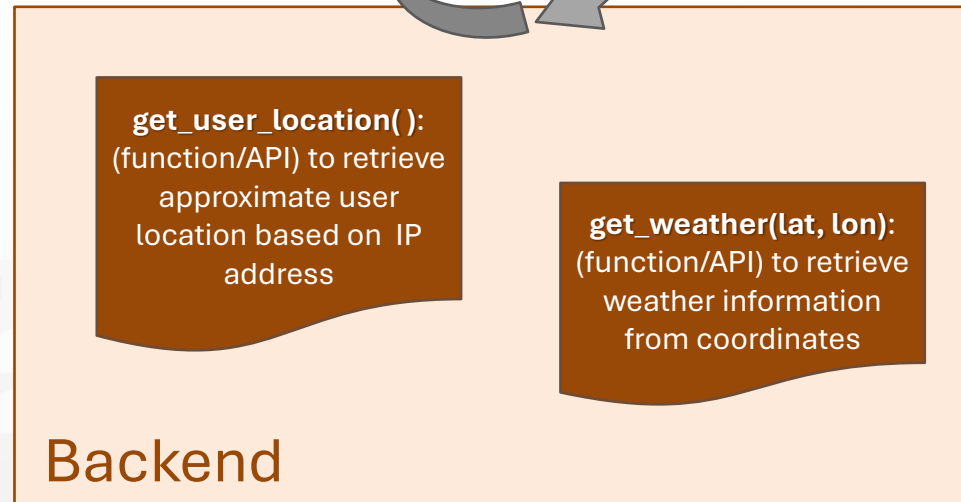 get_user_location( ):
(function/API) to retrieve
approximate user
location based on IP
address
get_weather(lat, lon):
(function/API) to retrieve
weather information
from coordinates
Backend